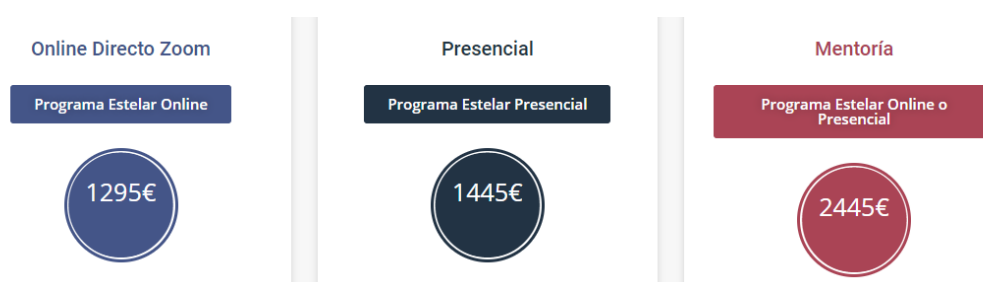 Online Directo Zoom
Programa Estelar Online
1295€
Presencial
Programa Estelar Presencial
1445€
Mentoría
Programa Estelar Online o
Presencial
2445€